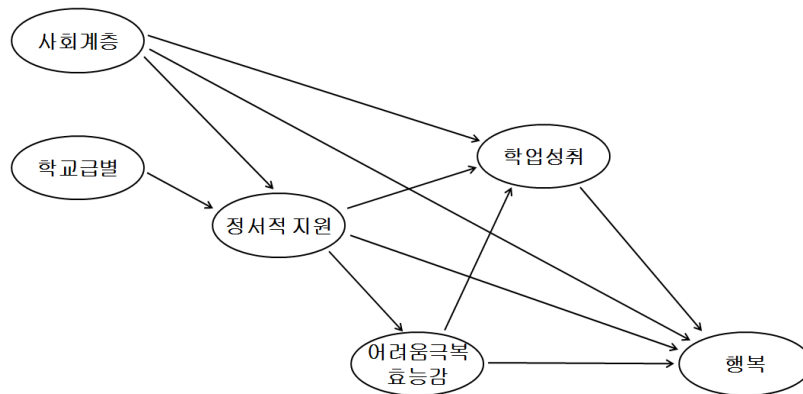 사회계층
학업성취
학교급별
정서적 지원
어려움극복
효능감
행복